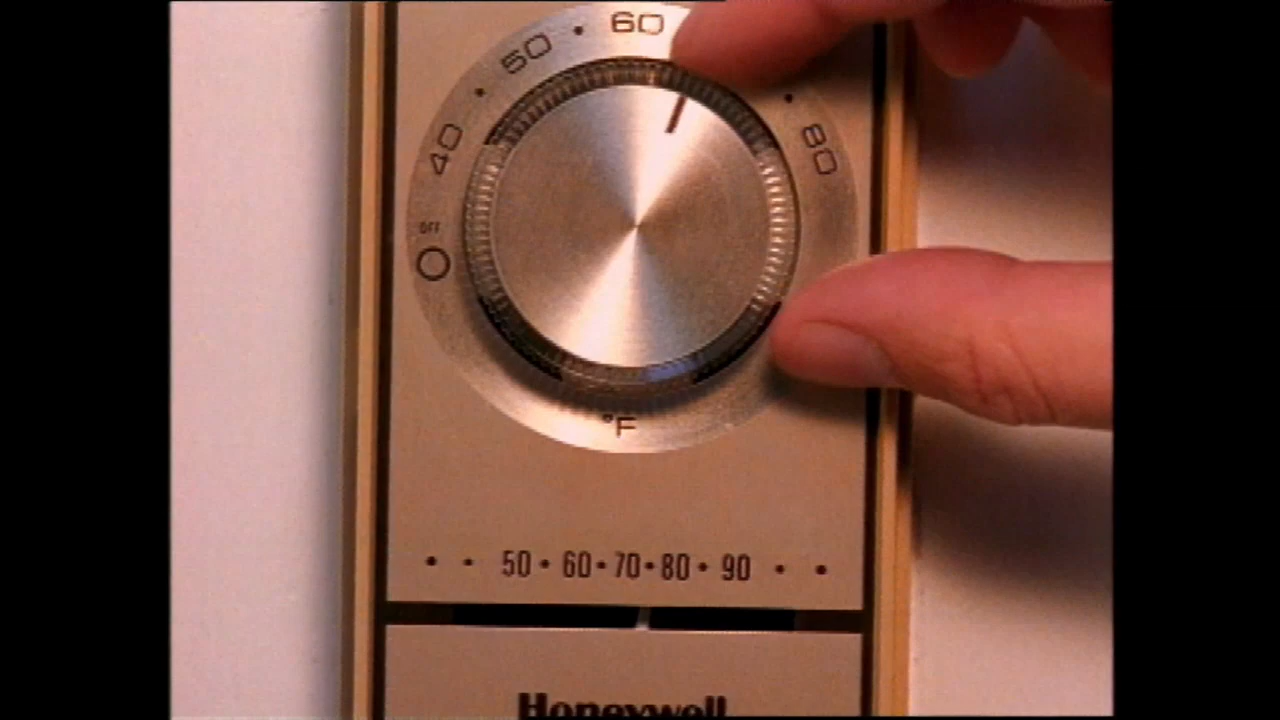 60
50
80
40
OFF
°F
• • 50 • 60 • 70 • 80 • 90 • •
Honeywell